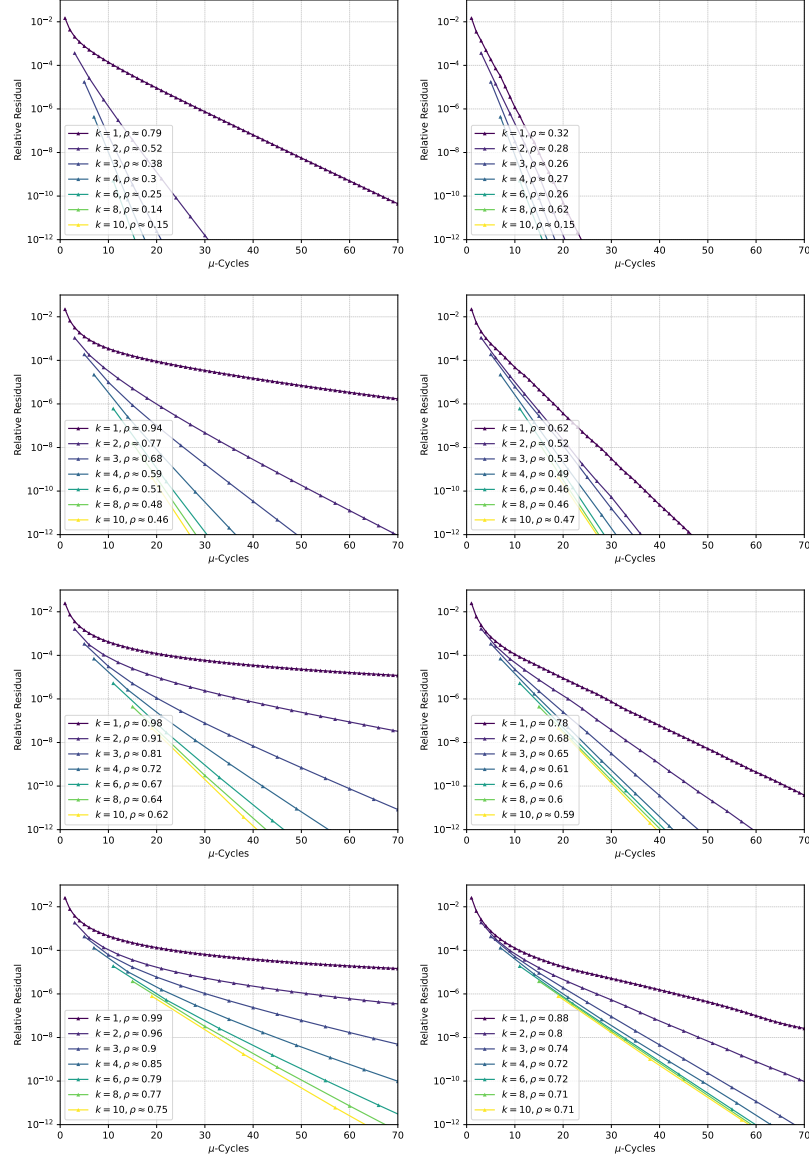 10⁻²
10⁻⁴
10⁻⁶
10⁻⁸
10⁻¹⁰
10⁻¹²
Relative Residual
k = 1, ρ ≈ 0.79
k = 2, ρ ≈ 0.52
k = 3, ρ ≈ 0.38
k = 4, ρ ≈ 0.3
k = 6, ρ ≈ 0.25
k = 8, ρ ≈ 0.14
k = 10, ρ ≈ 0.15
0 10 20 30 40 50 60 70
μ-Cycles
10⁻²
10⁻⁴
10⁻⁶
10⁻⁸
10⁻¹⁰
10⁻¹²
Relative Residual
k = 1, ρ ≈ 0.32
k = 2, ρ ≈ 0.28
k = 3, ρ ≈ 0.26
k = 4, ρ ≈ 0.27
k = 6, ρ ≈ 0.26
k = 8, ρ ≈ 0.62
k = 10, ρ ≈ 0.15
0 10 20 30 40 50 60 70
μ-Cycles
10⁻²
10⁻⁴
10⁻⁶
10⁻⁸
10⁻¹⁰
10⁻¹²
Relative Residual
k = 1, ρ ≈ 0.94
k = 2, ρ ≈ 0.77
k = 3, ρ ≈ 0.68
k = 4, ρ ≈ 0.59
k = 6, ρ ≈ 0.51
k = 8, ρ ≈ 0.48
k = 10, ρ ≈ 0.46
0 10 20 30 40 50 60 70
μ-Cycles
10⁻²
10⁻⁴
10⁻⁶
10⁻⁸
10⁻¹⁰
10⁻¹²
Relative Residual
k = 1, ρ ≈ 0.62
k = 2, ρ ≈ 0.52
k = 3, ρ ≈ 0.53
k = 4, ρ ≈ 0.49
k = 6, ρ ≈ 0.46
k = 8, ρ ≈ 0.46
k = 10, ρ ≈ 0.47
0 10 20 30 40 50 60 70
μ-Cycles
10⁻²
10⁻⁴
10⁻⁶
10⁻⁸
10⁻¹⁰
10⁻¹²
Relative Residual
k = 1, ρ ≈ 0.98
k = 2, ρ ≈ 0.91
k = 3, ρ ≈ 0.81
k = 4, ρ ≈ 0.72
k = 6, ρ ≈ 0.67
k = 8, ρ ≈ 0.64
k = 10, ρ ≈ 0.62
0 10 20 30 40 50 60 70
μ-Cycles
10⁻²
10⁻⁴
10⁻⁶
10⁻⁸
10⁻¹⁰
10⁻¹²
Relative Residual
k = 1, ρ ≈ 0.78
k = 2, ρ ≈ 0.68
k = 3, ρ ≈ 0.65
k = 4, ρ ≈ 0.61
k = 6, ρ ≈ 0.6
k = 8, ρ ≈ 0.6
k = 10, ρ ≈ 0.59
0 10 20 30 40 50 60 70
μ-Cycles
10⁻²
10⁻⁴
10⁻⁶
10⁻⁸
10⁻¹⁰
10⁻¹²
Relative Residual
k = 1, ρ ≈ 0.99
k = 2, ρ ≈ 0.96
k = 3, ρ ≈ 0.9
k = 4, ρ ≈ 0.85
k = 6, ρ ≈ 0.79
k = 8, ρ ≈ 0.77
k = 10, ρ ≈ 0.75
0 10 20 30 40 50 60 70
μ-Cycles
10⁻²
10⁻⁴
10⁻⁶
10⁻⁸
10⁻¹⁰
10⁻¹²
Relative Residual
k = 1, ρ ≈ 0.88
k = 2, ρ ≈ 0.8
k = 3, ρ ≈ 0.74
k = 4, ρ ≈ 0.72
k = 6, ρ ≈ 0.72
k = 8, ρ ≈ 0.71
k = 10, ρ ≈ 0.71
0 10 20 30 40 50 60 70
μ-Cycles